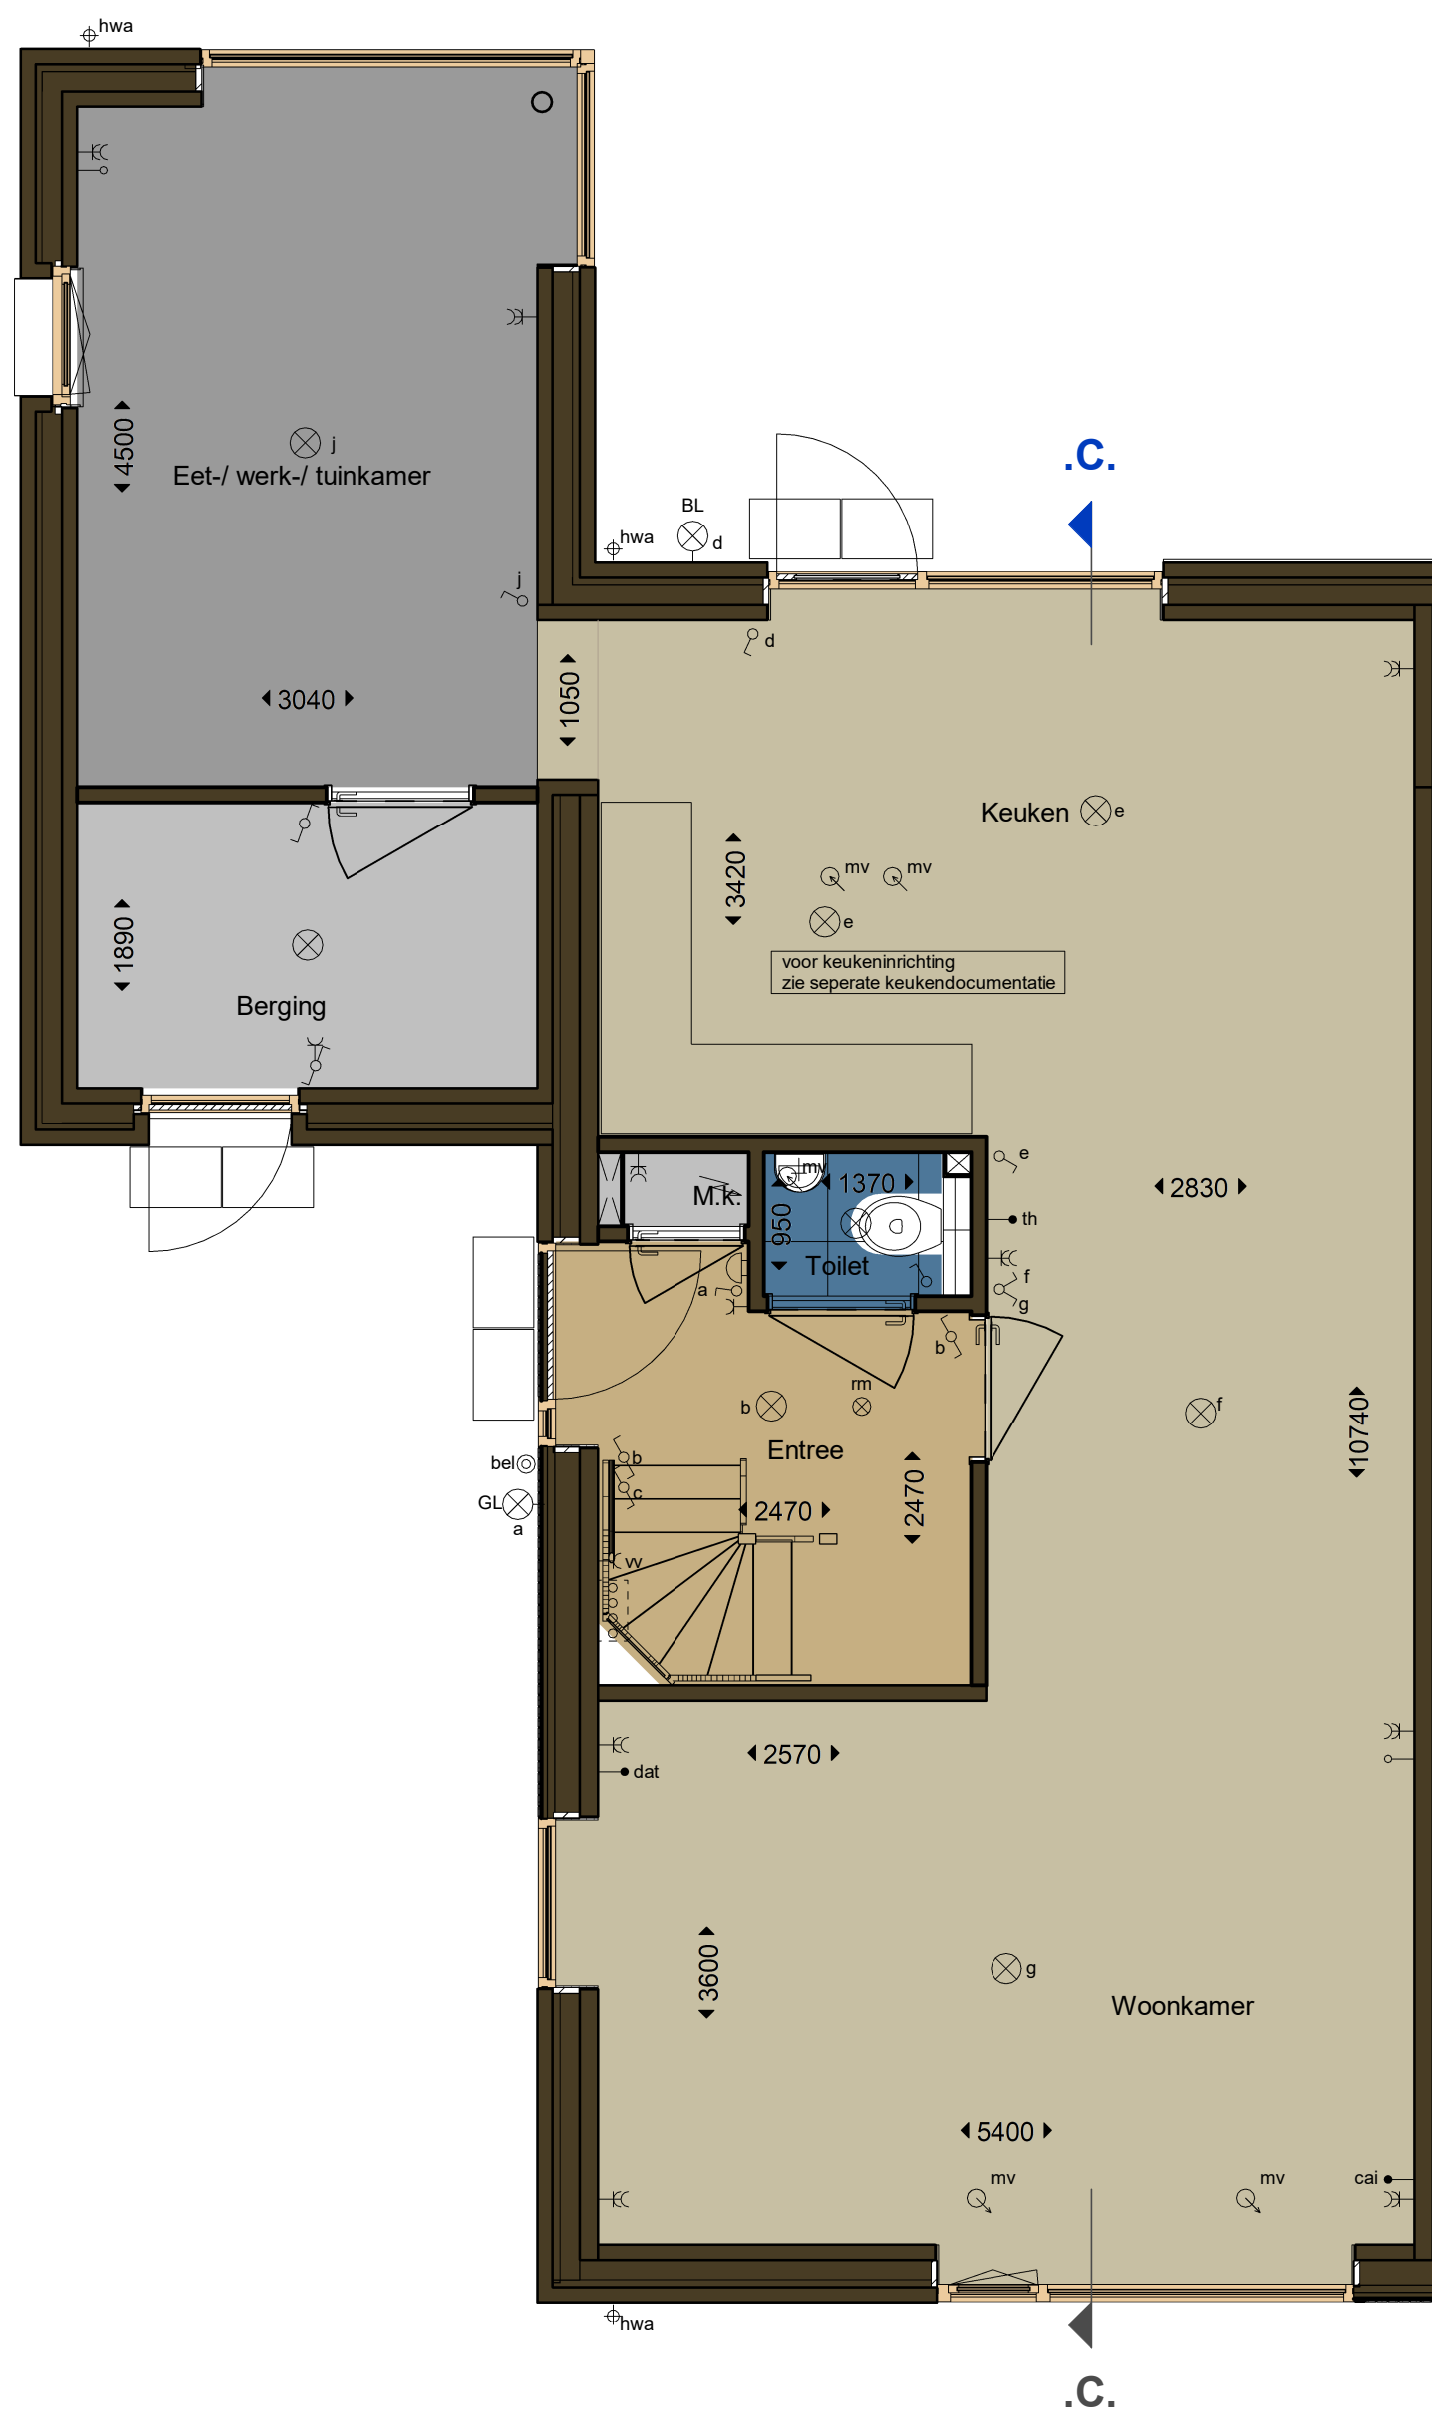 hwa
.C.
4500
j
Eet-/ werk-/ tuinkamer
BL
hwa
d
j
d
1050
3040
Keuken
e
3420
mv
mv
e
voor keukeninrichting
zie seperate keukendocumentatie
1890
Berging
M.k.
mv
1370
950
Toilet
e
2830
th
a
f
g
b
rm
b
f
10740
Entree
bel
b
GL
c
a
2470
2470
vv
2570
dat
3600
g
Woonkamer
5400
mv
mv
cai
hwa
.C.